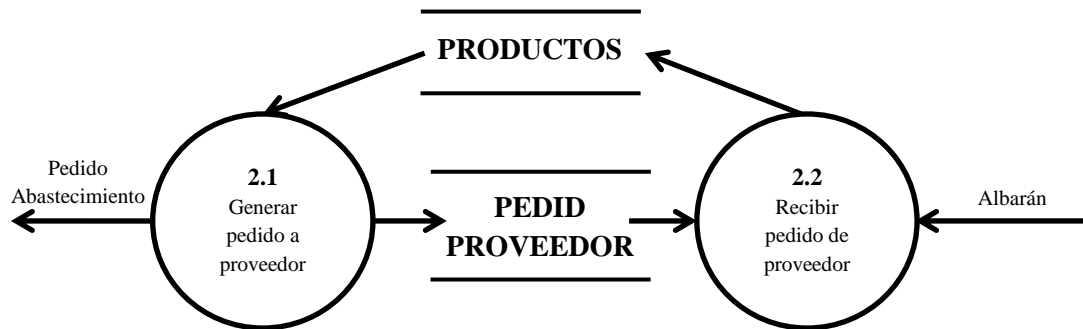 PRODUCTOS
Pedido
Abastecimiento
2.1
Generar
pedido a
proveedor
PEDID
PROVEEDOR
2.2
Recibir
pedido de
proveedor
Albarán